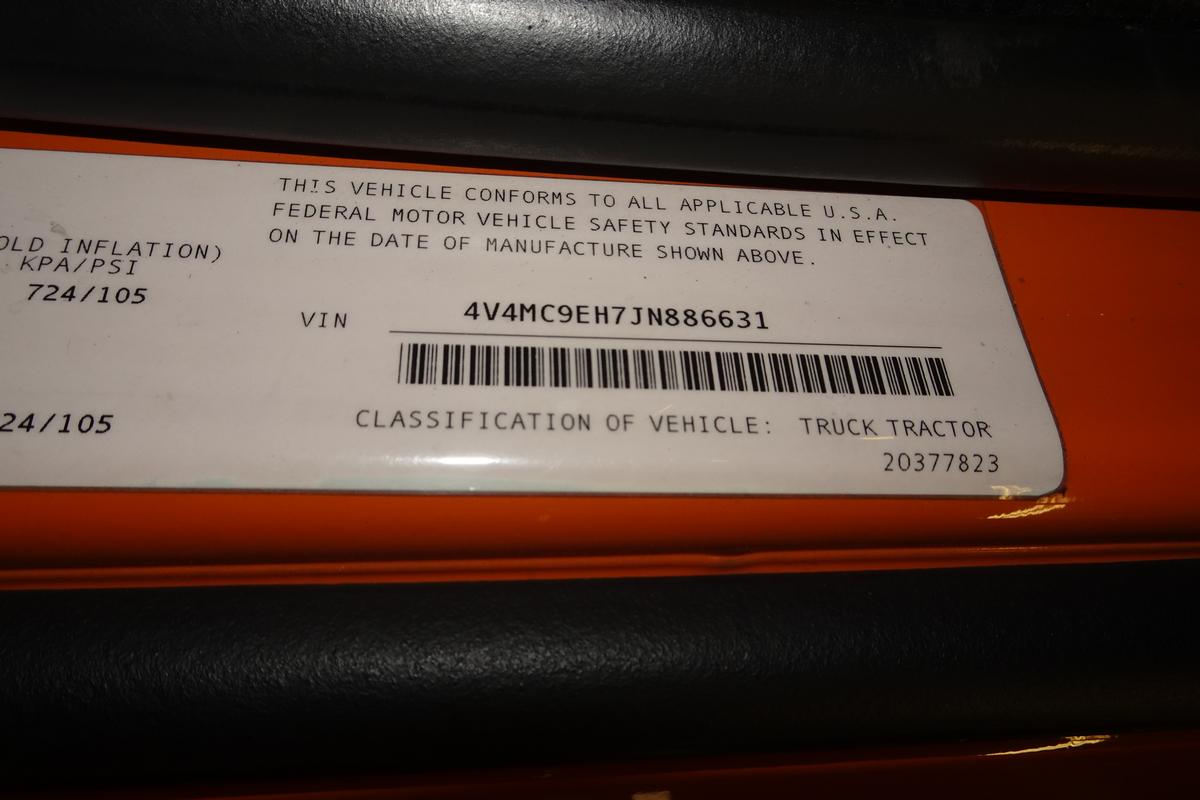 THIS VEHICLE CONFORMS TO ALL APPLICABLE U.S.A.
FEDERAL MOTOR VEHICLE SAFETY STANDARDS IN EFFECT
ON THE DATE OF MANUFACTURE SHOWN ABOVE.
OLD INFLATION)
KPA/PSI
724/105
VIN 4V4MC9EH7JN886631
24/105
CLASSIFICATION OF VEHICLE: TRUCK TRACTOR
20377823